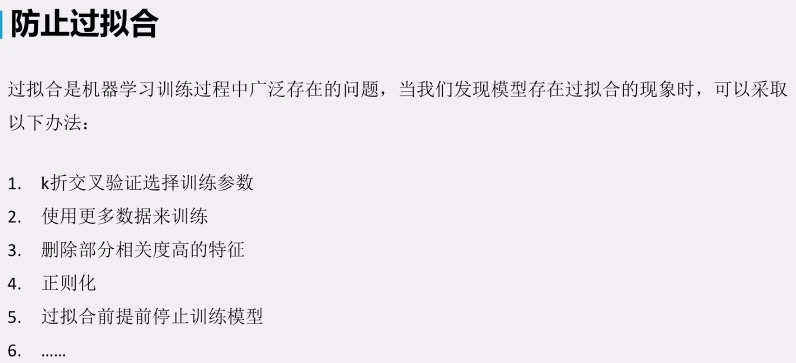 防止过拟合
过拟合是机器学习训练过程中广泛存在的问题，当我们发现模型存在过拟合的现象时，可以采取
以下办法：
1. k折交叉验证选择训练参数
2. 使用更多数据来训练
3. 删除部分相关度高的特征
4. 正则化
5. 过拟合前提前停止训练模型
6. ……